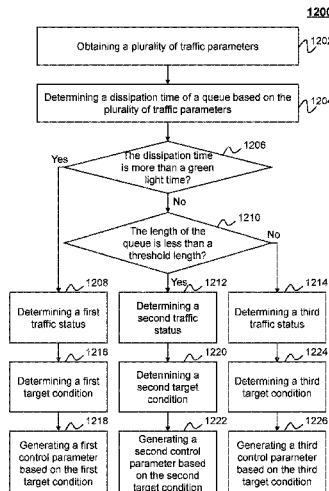 1200
Obtaining a plurality of traffic parameters
1202
Determining a dissipation time of a queue based on the
plurality of traffic parameters
1204
1206
The dissipation time
is more than a green
light time?
Yes
No
1210
The length of the
queue is less than a
threshold length?
No
Yes
1208
1212
1214
Determining a first
traffic status
Determining a
second traffic
status
Determining a third
traffic status
1216
1220
1224
Determining a first
target condition
Determining a
second target
condition
Determining a third
target condition
1218
1222
1226
Generating a first
control parameter
based on the first
target condition
Generating a
second control
parameter based
on the second
target condition
Generating a third
control parameter
based on the third
target condition